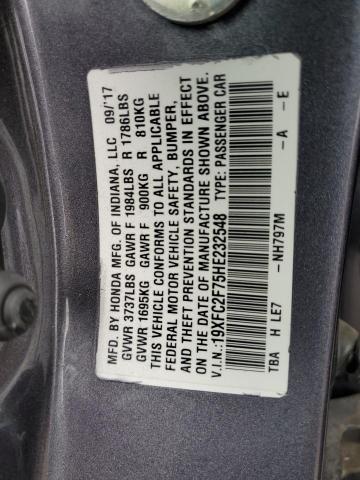 MFD. BY HONDA MFG. OF INDIANA, LLC 09/'17
GVWR 3737LBS GAWR F 1984LBS R 1786LBS
GVWR 1695KG GAWR F 900KG R 810KG
THIS VEHICLE CONFORMS TO ALL APPLICABLE
FEDERAL MOTOR VEHICLE SAFETY, BUMPER,
AND THEFT PREVENTION STANDARDS IN EFFECT
ON THE DATE OF MANUFACTURE SHOWN ABOVE.
V.I.N.:19XFC2F75HE232548 TYPE: PASSENGER CAR
TBA H LE7 -NH797M -A -E